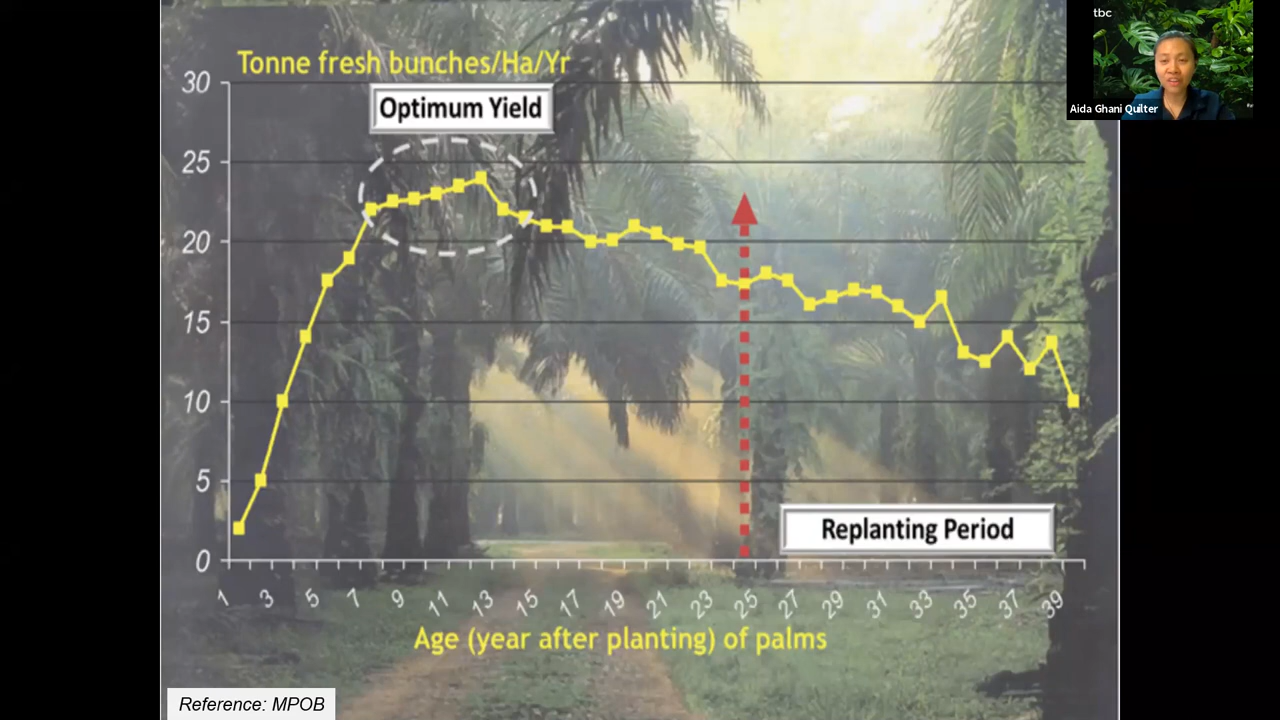 tbc
Aida Ghani Quilter
Tonne fresh bunches/Ha/Yr
Optimum Yield
30
25
20
15
10
5
0
1 3 5 7 9 11 13 15 17 19 21 23 25 27 29 31 33 35 37 39
Replanting Period
Age (year after planting) of palms
Reference: MPOB